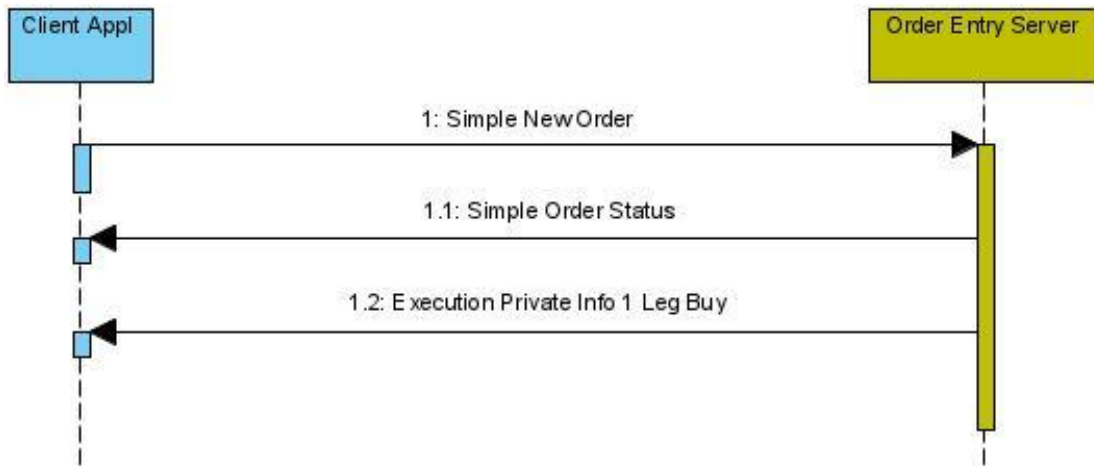 Client Appl
Order Entry Server
1: Simple New Order
1.1: Simple Order Status
1.2: Execution Private Info 1 Leg Buy